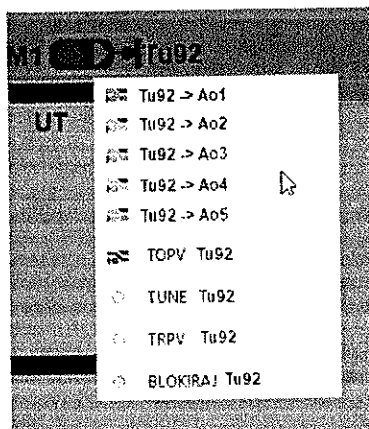 M1 Tu92
Tu92 -> Ao1
UT
Tu92 -> Ao2
Tu92 -> Ao3
Tu92 -> Ao4
Tu92 -> Ao5
TOPV Tu92
TUNE Tu92
TRPV Tu92
BLOKIRAJ Tu92